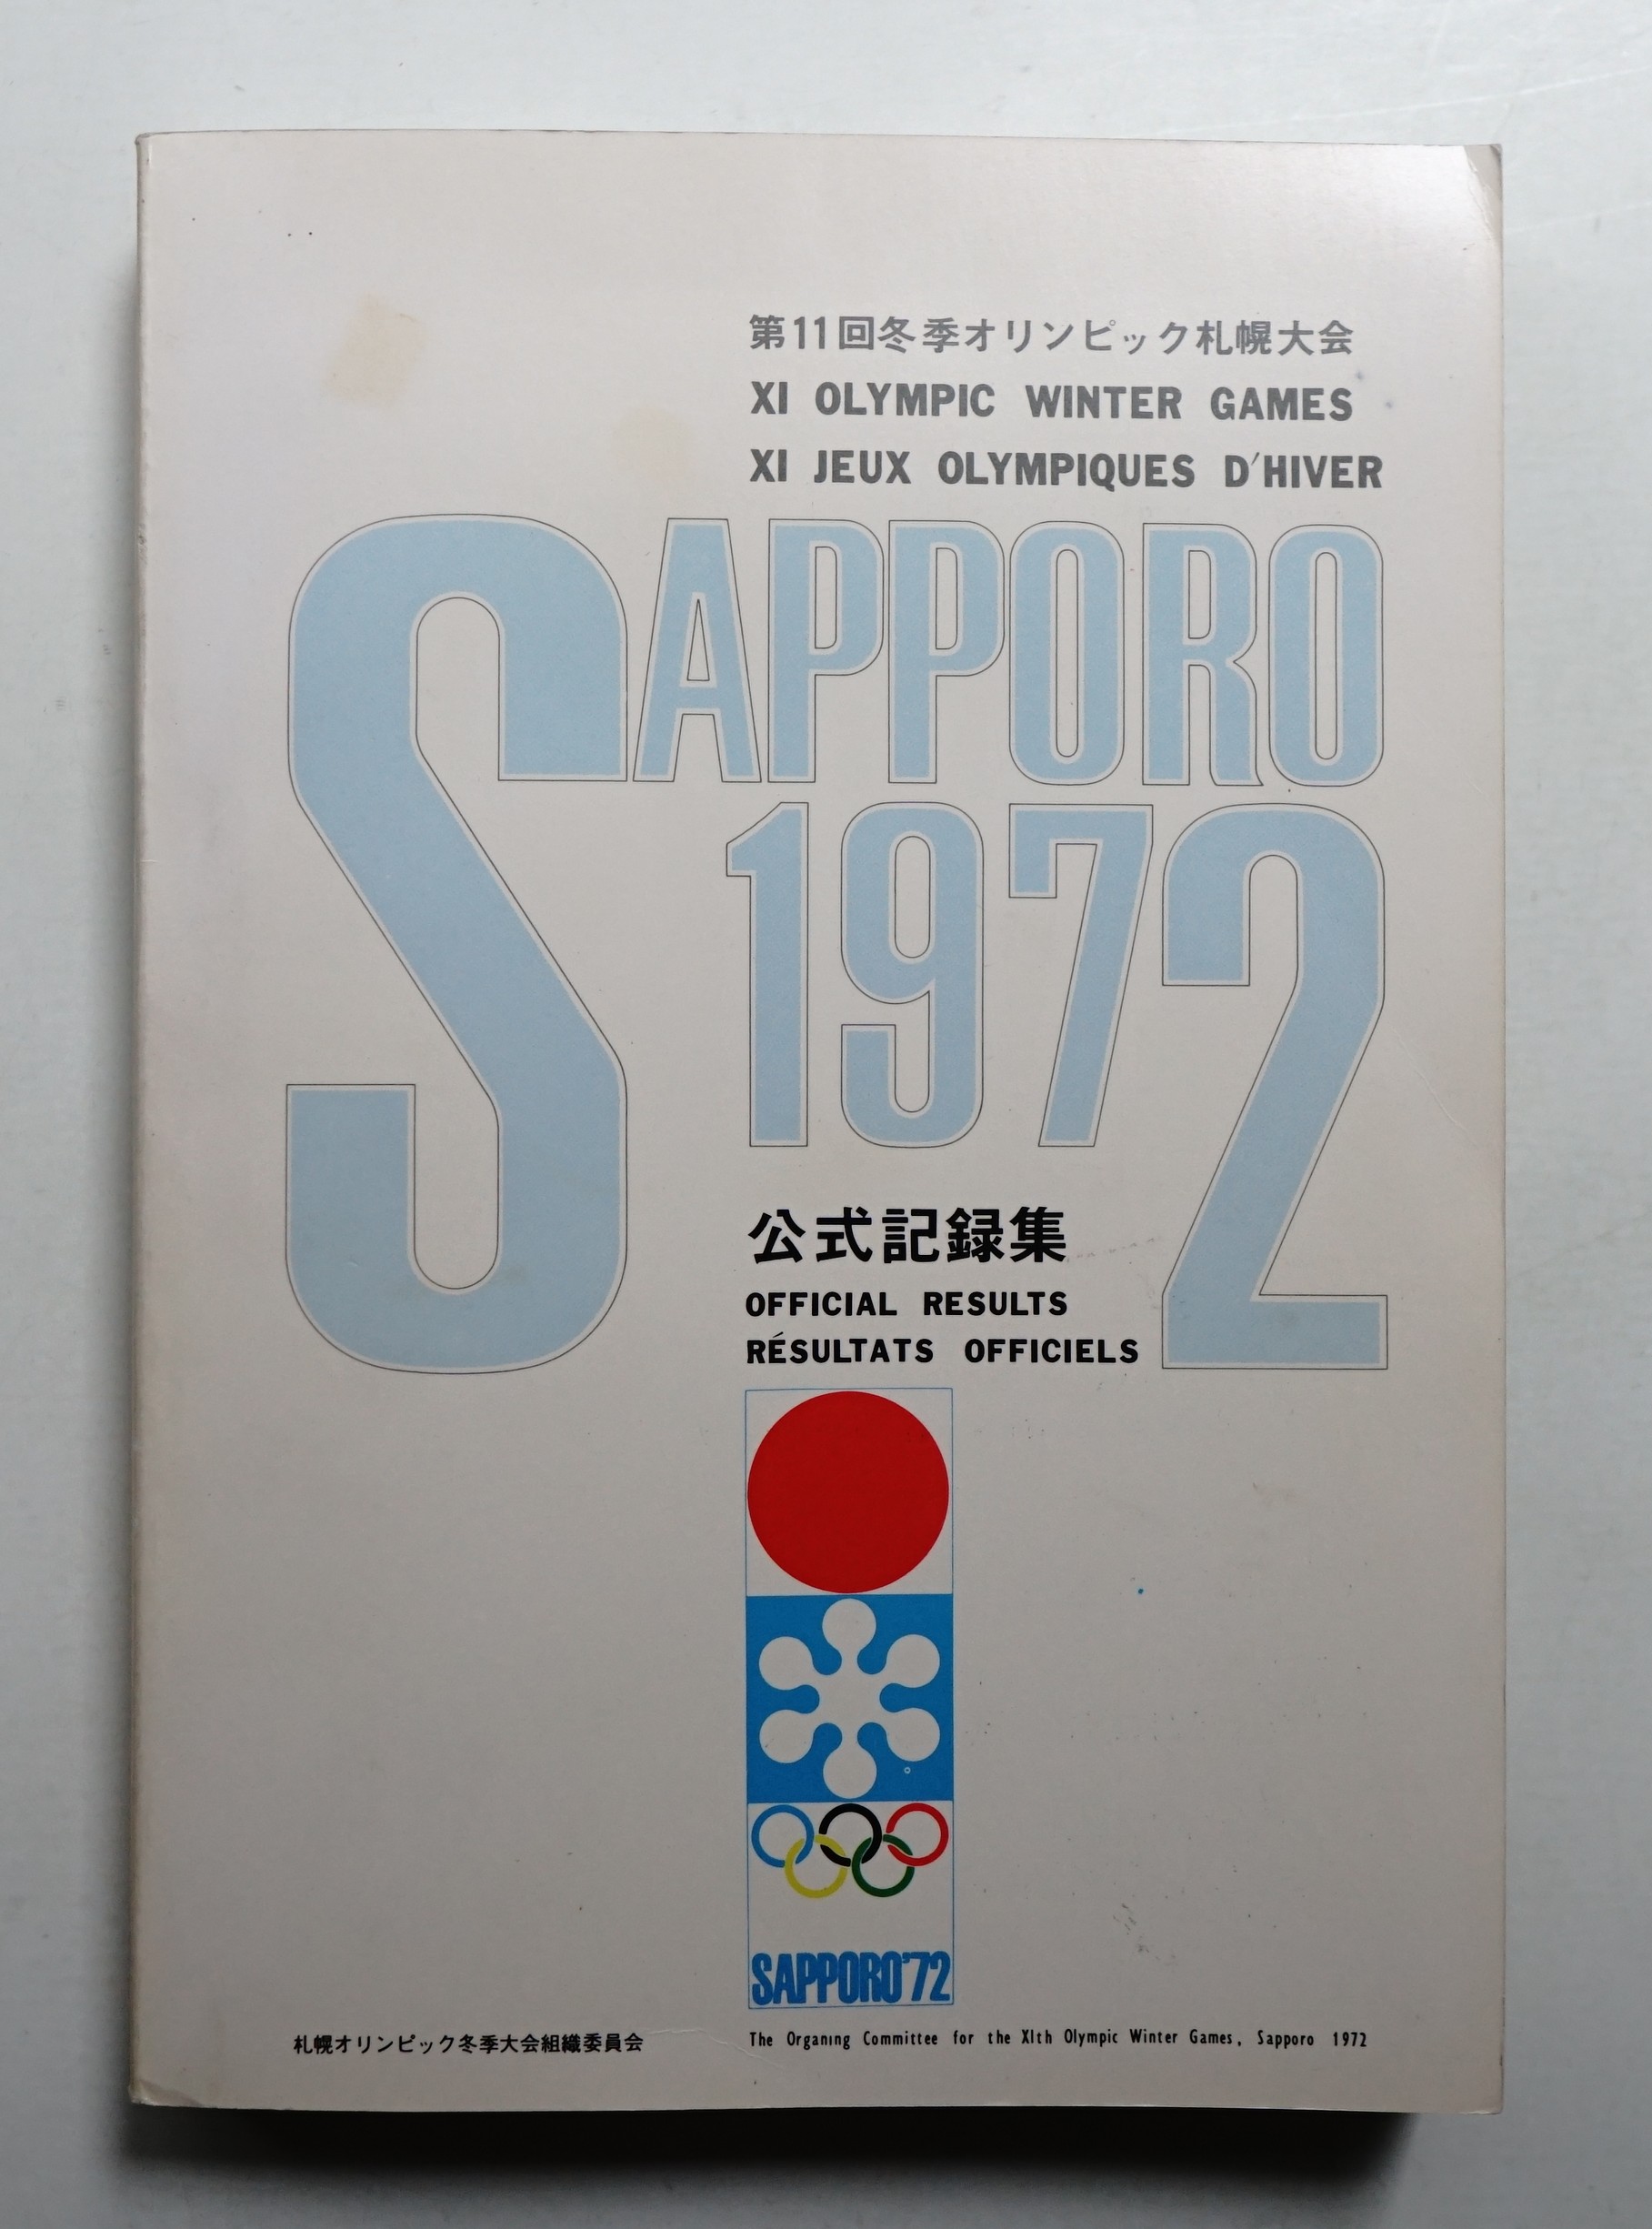 第11回冬季オリンピック札幌大会
XI OLYMPIC WINTER GAMES
XI JEUX OLYMPIQUES D'HIVER
SAPPORO
1972
公式記録集
OFFICIAL RESULTS
RÉSULTATS OFFICIELS
SAPPORO'72
札幌オリンピック冬季大会組織委員会
The Organing Committee for the XIth Olympic Winter Games, Sapporo 1972